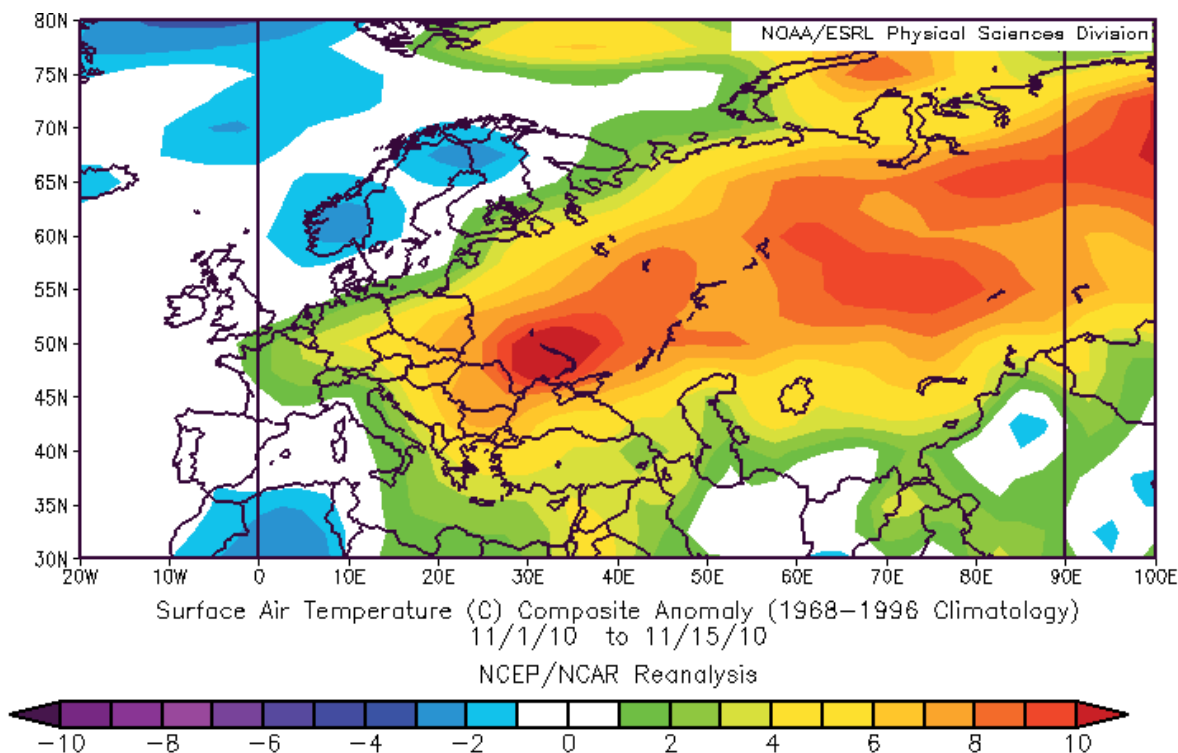 80N
NOAA/ESRL Physical Sciences Division
75N
70N
65N
60N
55N
50N
45N
40N
35N
30N
20W 10W 0 10E 20E 30E 40E 50E 60E 70E 80E 90E 100E
Surface Air Temperature (C) Composite Anomaly (1968-1996 Climatology)
11/1/10 to 11/15/10
NCEP/NCAR Reanalysis
-10 -8 -6 -4 -2 0 2 4 6 8 10